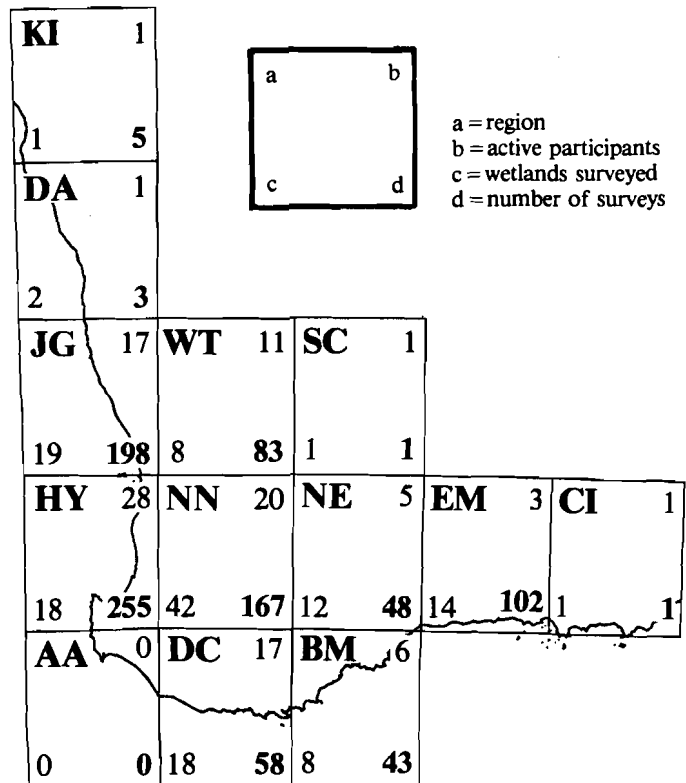 KI 1
1 5
a b
c d
a = region
b = active participants
c = wetlands surveyed
d = number of surveys
DA 1
2 3
JG 17 WT 11 SC 1
19 198 8 83 1 1
HY 28 NN 20 NE 5 EM 3 CI 1
18 255 42 167 12 48 14 102 1 1
AA 0 DC 17 BM 6
0 0 18 58 8 43